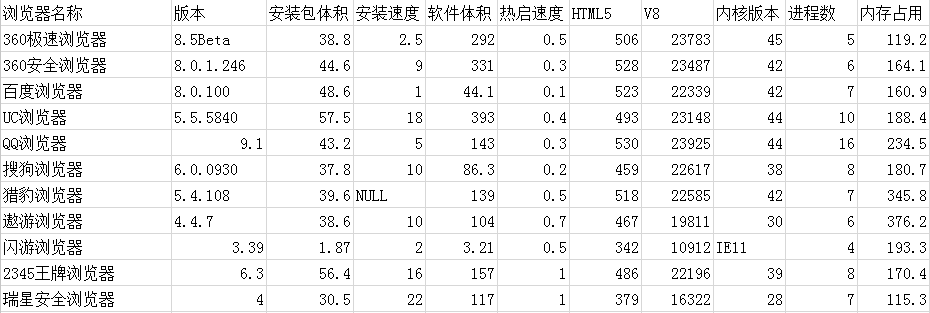 浏览器名称 版本 安装包体积 安装速度 软件体积 热启速度 HTML5 V8 内核版本 进程数 内存占用
360极速浏览器 8.5Beta 38.8 2.5 292 0.5 506 23783 45 5 119.2
360安全浏览器 8.0.1.246 44.6 9 331 0.3 528 23487 42 6 164.1
百度浏览器 8.0.100 48.6 1 44.1 0.1 523 22339 42 7 160.9
UC浏览器 5.5.5840 57.5 18 393 0.4 493 23148 44 10 188.4
QQ浏览器 9.1 43.2 5 143 0.3 530 23925 44 16 234.5
搜狗浏览器 6.0.0930 37.8 10 86.3 0.2 459 22617 38 8 180.7
猎豹浏览器 5.4.108 39.6 NULL 139 0.5 518 22585 42 7 345.8
遨游浏览器 4.4.7 38.6 10 104 0.7 467 19811 30 6 376.2
闪游浏览器 3.39 1.87 2 3.21 0.5 342 10912 IE11 4 193.3
2345王牌浏览器 6.3 56.4 16 157 1 486 22196 39 8 170.4
瑞星安全浏览器 4 30.5 22 117 1 379 16322 28 7 115.3